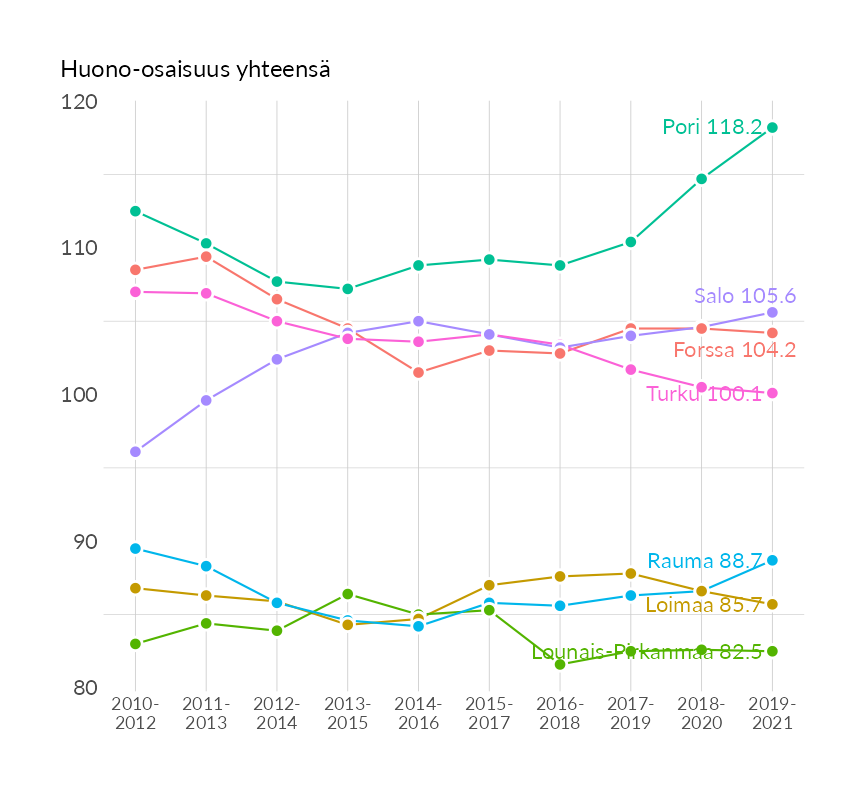 Huono-osaisuus yhteensä
120
Pori 118.2
110
Salo 105.6
Forssa 104.2
100
Turku 100.1
90
Rauma 88.7
Loimaa 85.7
Lounais-Pirkanmaa 82.5
80
2010- 2011- 2012- 2013- 2014- 2015- 2016- 2017- 2018- 2019-
2012 2013 2014 2015 2016 2017 2018 2019 2020 2021